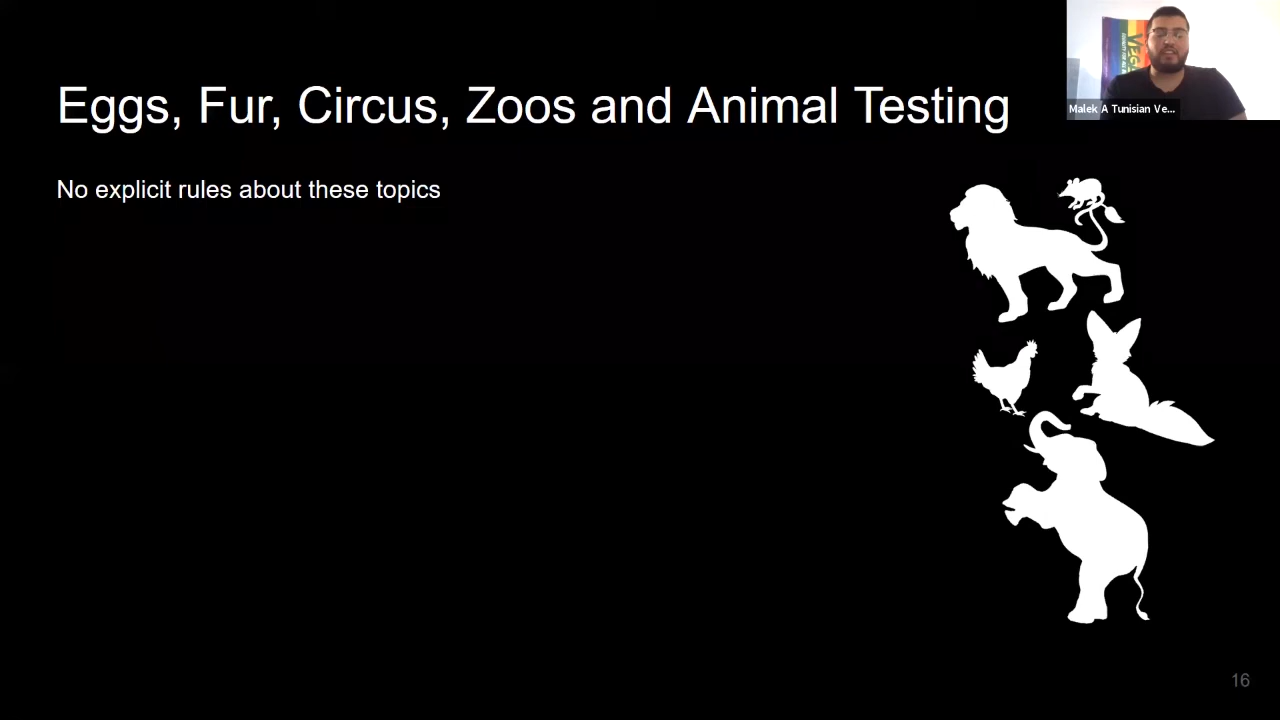 Eggs, Fur, Circus, Zoos and Animal Testing
No explicit rules about these topics
Malek A Tunisian Ve...
16